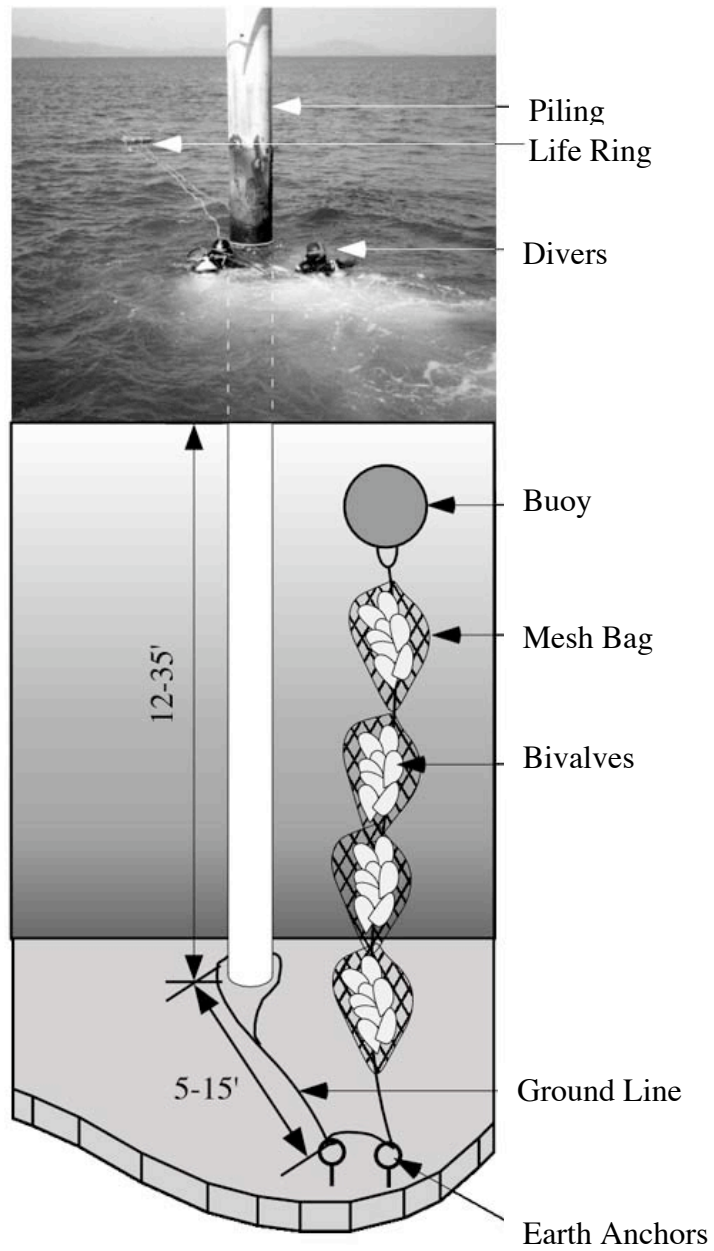 Piling
Life Ring
Divers
Buoy
Mesh Bag
12-35'
Bivalves
5-15'
Ground Line
Earth Anchors